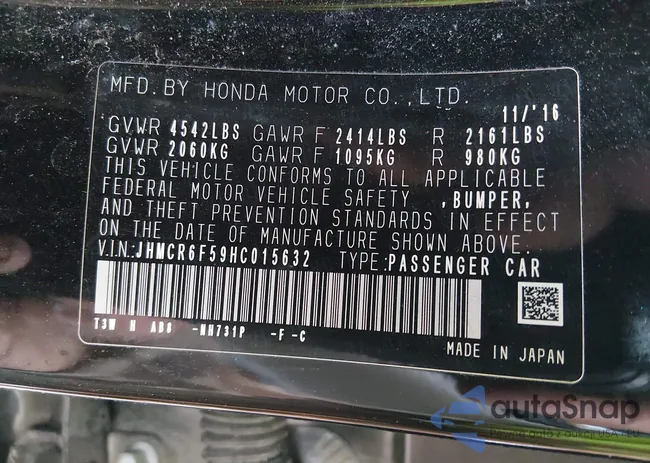 MFD. BY HONDA MOTOR CO., LTD.
11/'16
GVWR 4542LBS GAWR F 2414LBS R 2161LBS
GVWR 2060KG GAWR F 1095KG R 980KG
THIS VEHICLE CONFORMS TO ALL APPLICABLE
FEDERAL MOTOR VEHICLE SAFETY ,BUMPER,
AND THEFT PREVENTION STANDARDS IN EFFECT
ON THE DATE OF MANUFACTURE SHOWN ABOVE.
VIN:JHMCR6F59HC015632 TYPE:PASSENGER CAR
T3W N AB8 -NH731P -F -C
MADE IN JAPAN
autaSnap